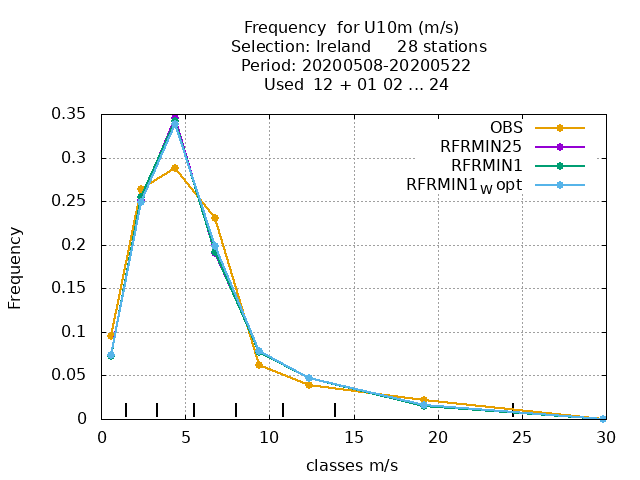 Frequency  for U10m (m/s)
Selection: Ireland     28 stations
Period: 20200508-20200522
Used  12 + 01 02 ... 24
OBS
RFRMIN25
RFRMIN1
RFRMIN1W opt
Frequency
0.35
0.3
0.25
0.2
0.15
0.1
0.05
0
0 5 10 15 20 25 30
classes m/s